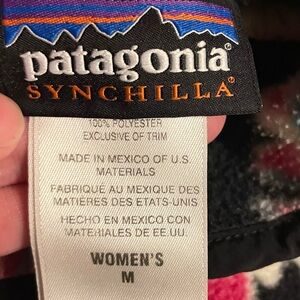 patagonia®
SYNCHILLA®
100% POLYESTER
EXCLUSIVE OF TRIM
MADE IN MEXICO OF U.S.
MATERIALS
FABRIQUÉ AU MEXIQUE DES
MATIÈRES DES ETATS-UNIS
HECHO EN MEXICO CON
MATERIALES DE EE.UU.
WOMEN'S
M